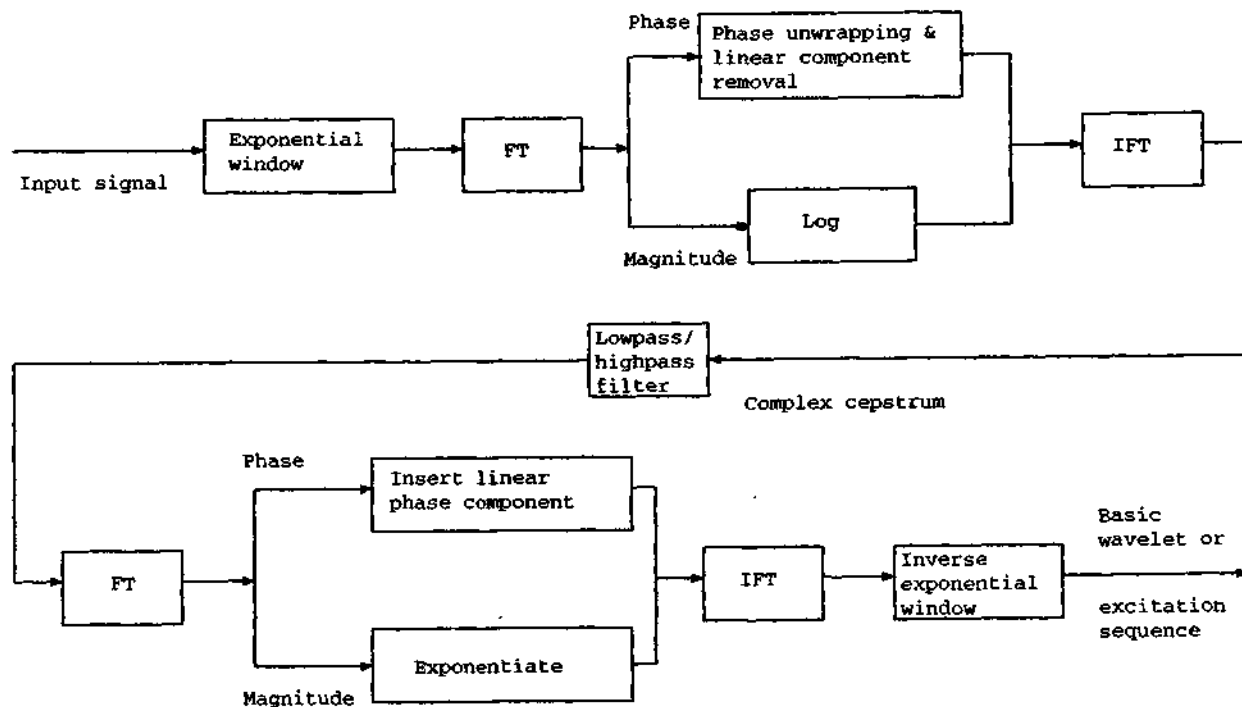 Phase
Phase unwrapping &
linear component
removal
Exponential
window
FT
IFT
Input signal
Log
Magnitude
Lowpass/
highpass
filter
Complex cepstrum
Phase
Insert linear
phase component
Basic
wavelet or
FT
IFT
Inverse
exponential
window
excitation
sequence
Exponentiate
Magnitude